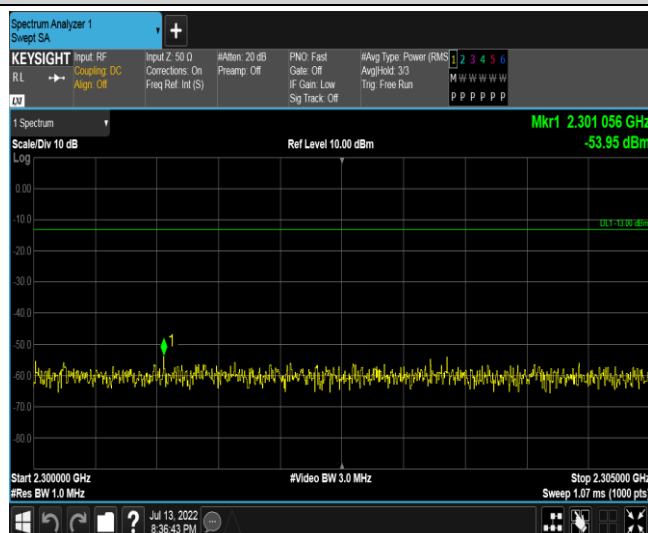 Spectrum Analyzer 1
Swept SA
+
KEYSIGHT Input: RF Input Z: 50 Ω #Atten: 20 dB PNO: Fast #Avg Type: Power (RMS 1 2 3 4 5 6
RL Coupling: DC Corrections: On Preamp: Off Gate: Off Avg|Hold: 3/3 M W W W W W
Align: Off Freq Ref: Int (S) IF Gain: Low Trig: Free Run
LXI Sig Track: Off P P P P P P
1 Spectrum Mkr1 2.301 056 GHz
Scale/Div 10 dB Ref Level 10.00 dBm -53.95 dBm
Log
0.00
-10.0 DL1 -13.00 dBm
-20.0
-30.0
-40.0
-50.0 1
-60.0
-70.0
-80.0
Start 2.300000 GHz #Video BW 3.0 MHz Stop 2.305000 GHz
#Res BW 1.0 MHz Sweep 1.07 ms (1000 pts)
? Jul 13, 2022
8:36:43 PM